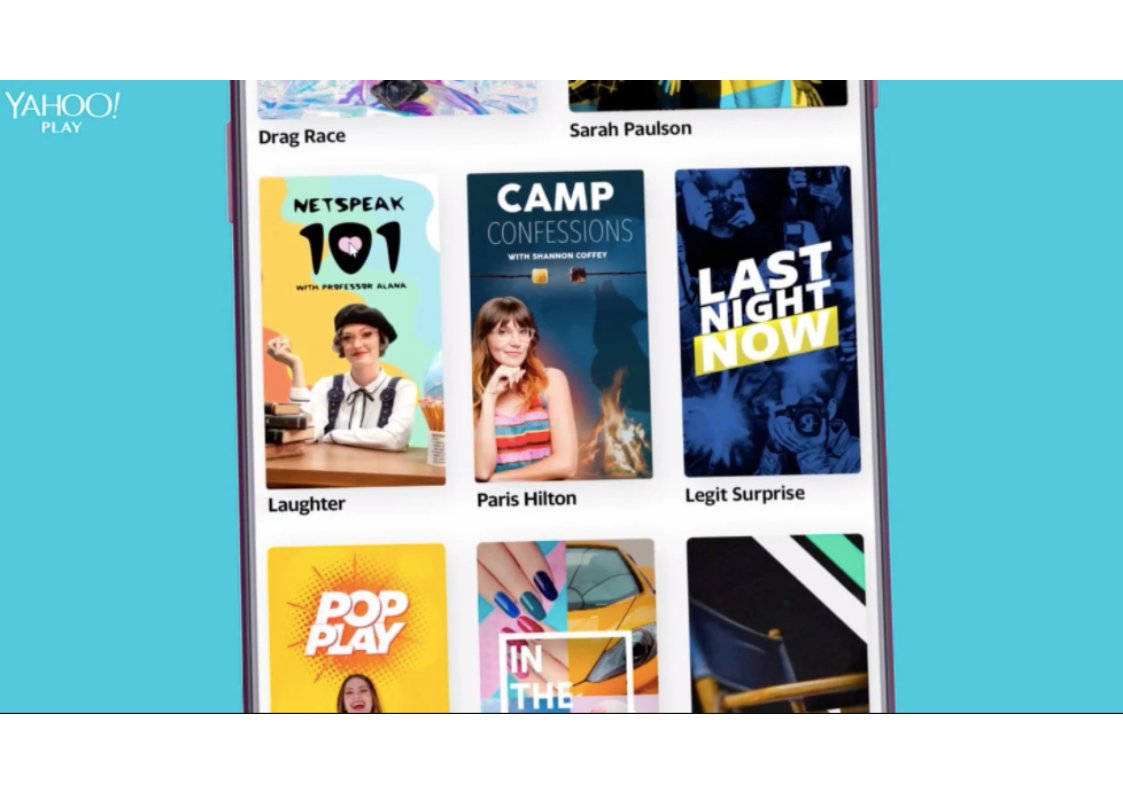 YAHOO!
PLAY
Drag Race
Sarah Paulson
NETSPEAK
101
WITH PROFESSOR ALANA
Laughter
CAMP
CONFESSIONS
WITH SHANNON COFFEY
Paris Hilton
LAST
NIGHT
NOW
Legit Surprise
POP
PLAY
IN
THE